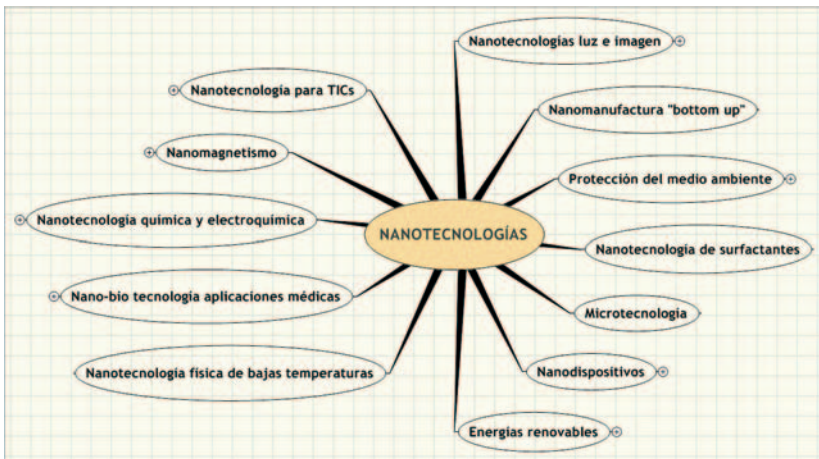 Nanotecnologías luz e imagen
Nanotecnología para TICs
Nanomanufactura "bottom up"
Nanomagnetismo
Protección del medio ambiente
Nanotecnología química y electroquímica
NANOTECNOLOGÍAS
Nanotecnología de surfactantes
Nano-bio tecnología aplicaciones médicas
Microtecnología
Nanotecnología física de bajas temperaturas
Nanodispositivos
Energías renovables